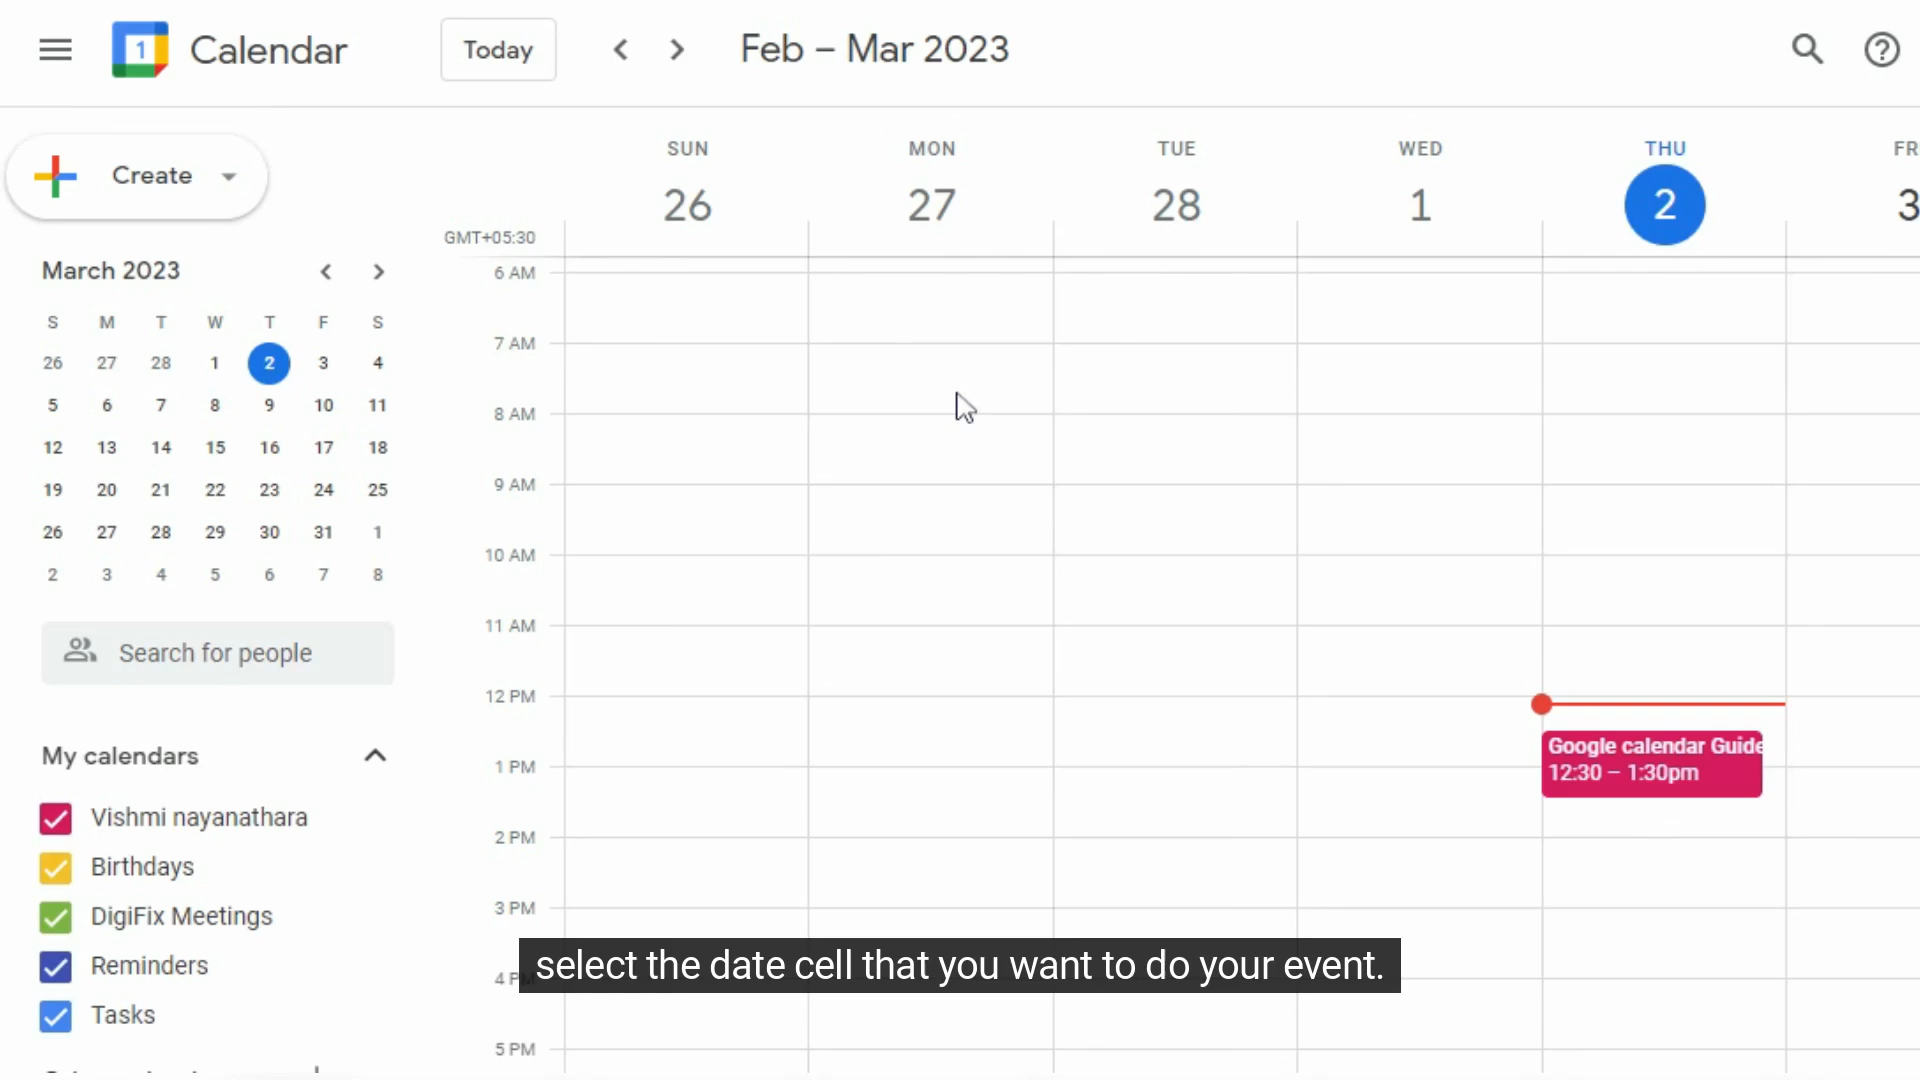 1 Calendar Today Feb – Mar 2023
Create
SUN MON TUE WED THU FR
26 27 28 1 2 3
GMT+05:30
March 2023
S M T W T F S
26 27 28 1 2 3 4
5 6 7 8 9 10 11
12 13 14 15 16 17 18
19 20 21 22 23 24 25
26 27 28 29 30 31 1
2 3 4 5 6 7 8
Search for people
My calendars
Vishmi nayanathara
Birthdays
DigiFix Meetings
Reminders
Tasks
6 AM
7 AM
8 AM
9 AM
10 AM
11 AM
12 PM
1 PM
2 PM
3 PM
4 P
5 PM
Google calendar Guide
12:30 – 1:30pm
select the date cell that you want to do your event.